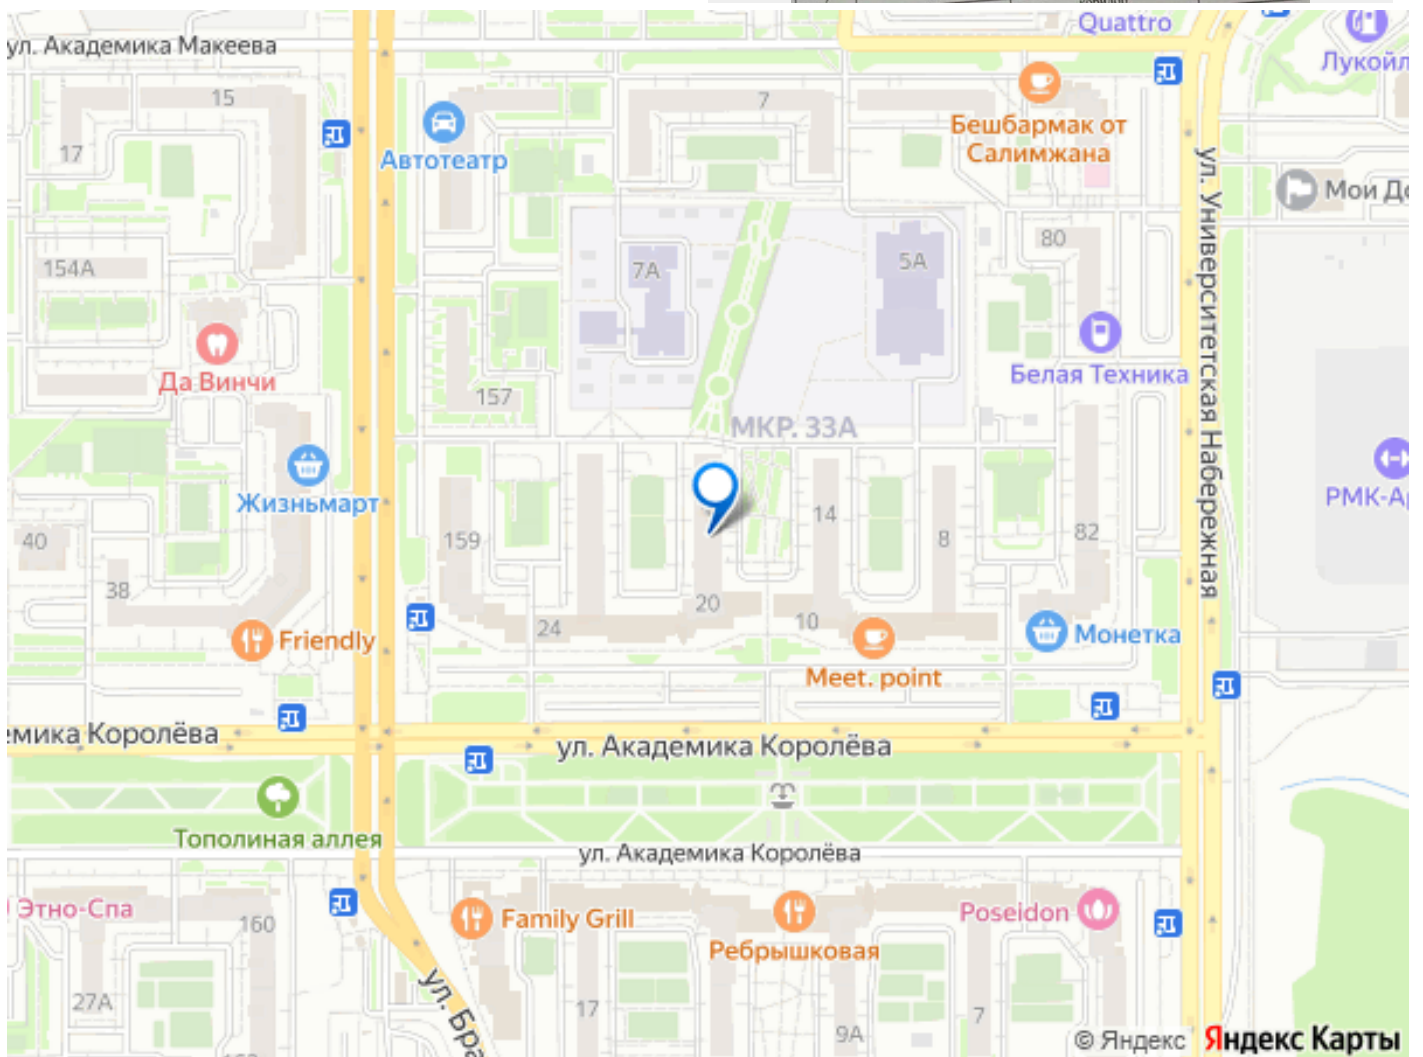 Quattro
ул. Академика Макеева
Лукойл
15
7
17
Бешбармак от
Салимжана
Автотеатр
ул. Университетская Набережная
Мои До
80
154А
7А
5А
Да Винчи
Белая Техника
157
МКР. 33А
Жизньмарт
РМК-Ар
159
14
8
82
40
38
20
24
10
Friendly
Монетка
Meet. point
емика Королёва
ул. Академика Королёва
Тополиная аллея
ул. Академика Королёва
Этно-Спа
160
Family Grill
Poseidon
Ребрышковая
ул. Бра
27А
17
7
9А
© Яндекс Яндекс Карты